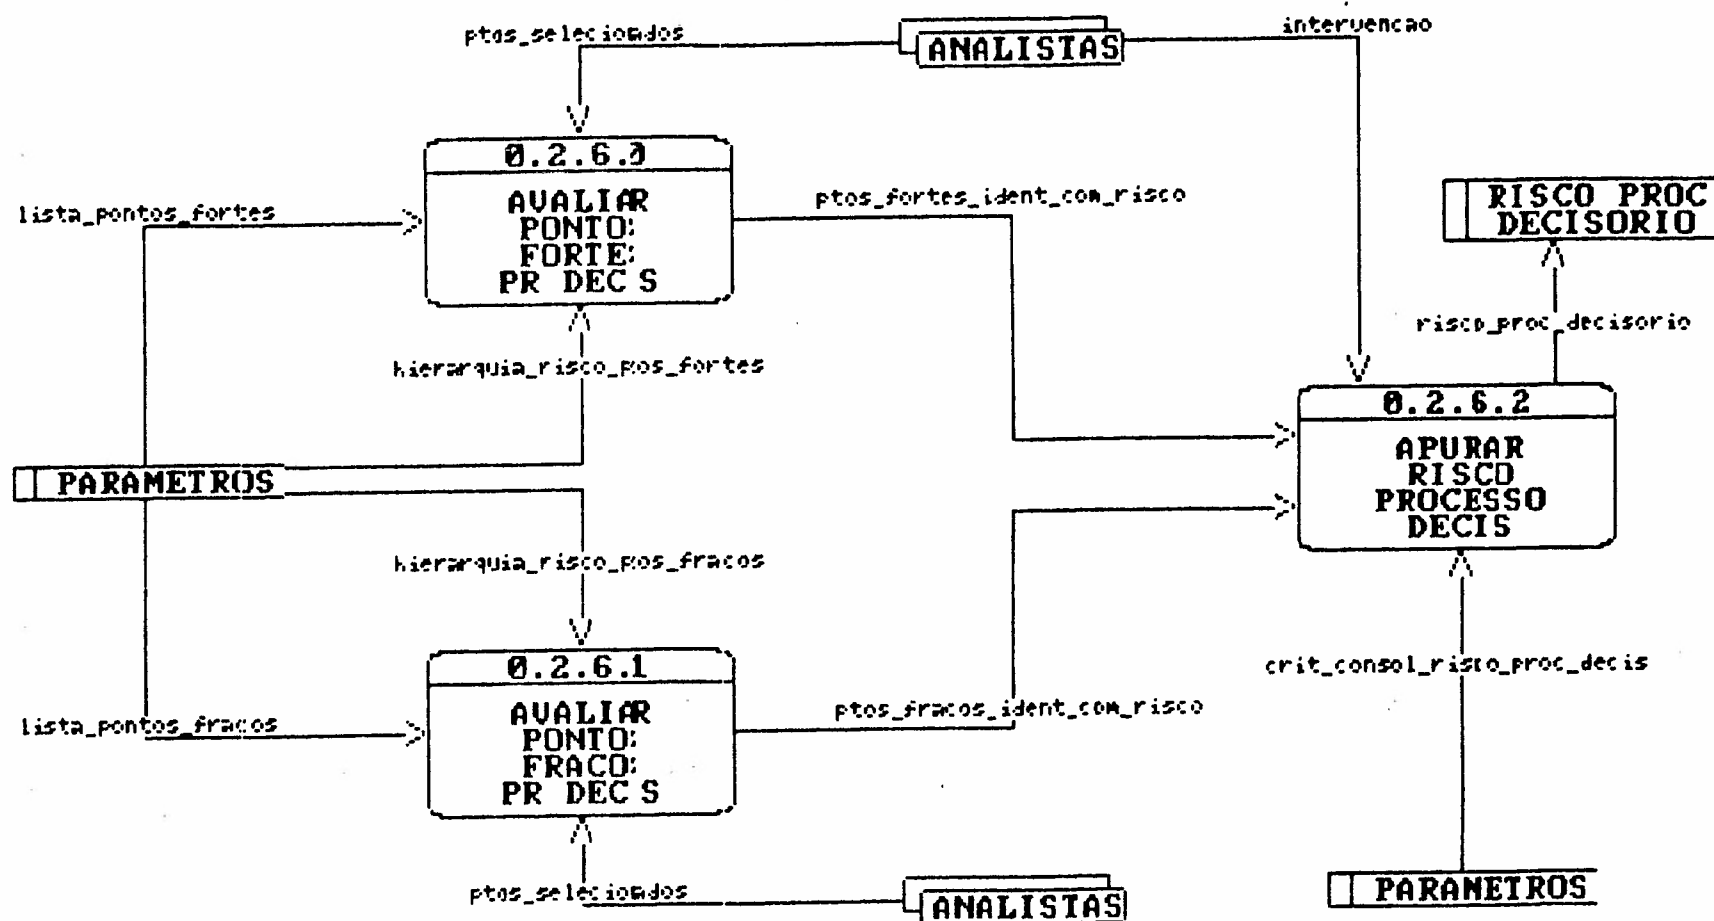 ptos_selecionados
intervencao
ANALISTAS
0.2.6.0
AVALIAR
PONTO:
FORTE:
PR DEC S
lista_pontos_fortes
ptos_fortes_ident_com_risco
RISCO PROC
DECISORIO
risco_proc_decisorio
hierarquia_risco_pos_fortes
0.2.6.2
APURAR
RISCO
PROCESSO
DECIS
PARAMETROS
hierarquia_risco_pos_fracos
0.2.6.1
AVALIAR
PONTO:
FRACO:
PR DEC S
crit_consol_risco_proc_decis
lista_pontos_fracos
ptos_fracos_ident_com_risco
ptos_selecionados
ANALISTAS
PARAMETROS